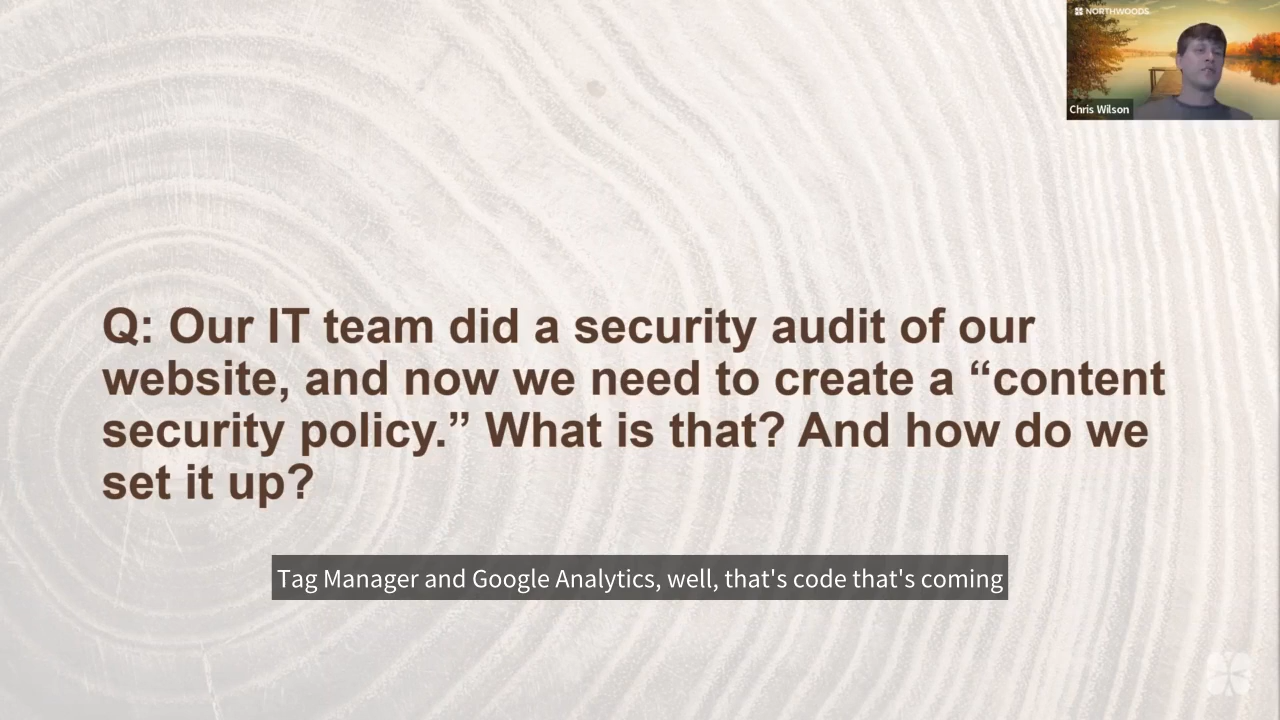 NORTHWOODS
Chris Wilson
Q: Our IT team did a security audit of our
website, and now we need to create a “content
security policy.” What is that? And how do we
set it up?
Tag Manager and Google Analytics, well, that's code that's coming